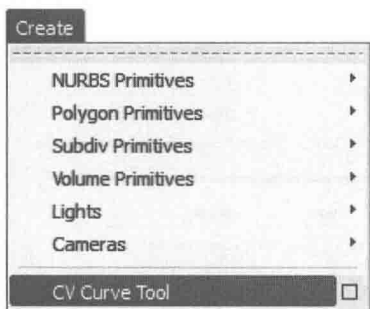 Create
NURBS Primitives
Polygon Primitives
Subdiv Primitives
Volume Primitives
Lights
Cameras
CV Curve Tool